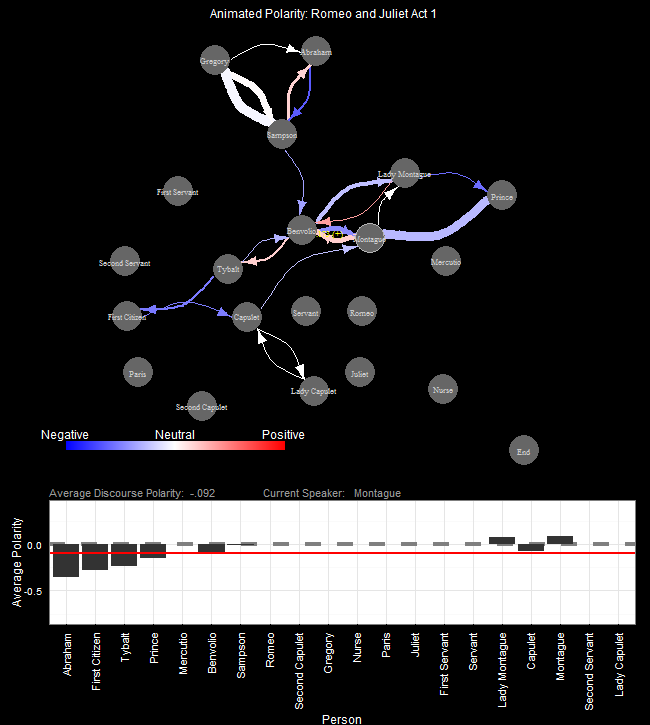 Animated Polarity: Romeo and Juliet Act 1
Abraham
Gregory
Sampson
Lady Montague
First Servant
Prince
Benvolio
Montague
Second Servant
Mercutio
Tybalt
First Citizen
Capulet
Servant
Romeo
Paris
Juliet
Lady Capulet
Nurse
Second Capulet
Negative Neutral Positive
End
Average Discourse Polarity: -.092 Current Speaker: Montague
0.0
-0.5
Average Polarity
Abraham
First Citizen
Tybalt
Prince
Mercutio
Benvolio
Sampson
Romeo
Second Capulet
Gregory
Nurse
Paris
Juliet
First Servant
Servant
Lady Montague
Capulet
Montague
Second Servant
Lady Capulet
Person